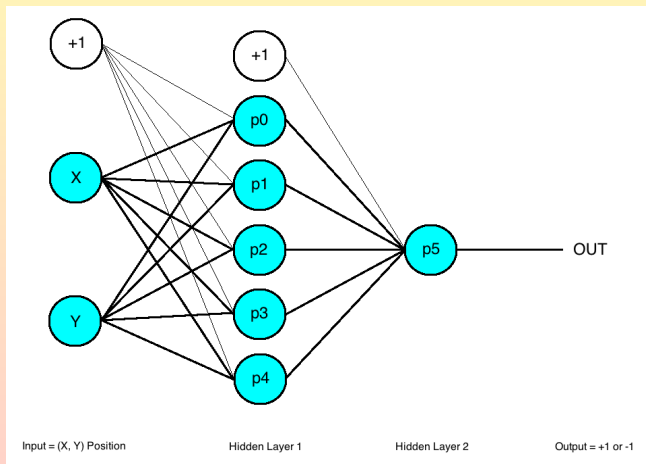 +1
+1
p0
X
p1
p2
p5
OUT
Y
p3
p4
Input = (X, Y) Position
Hidden Layer 1
Hidden Layer 2
Output = +1 or -1